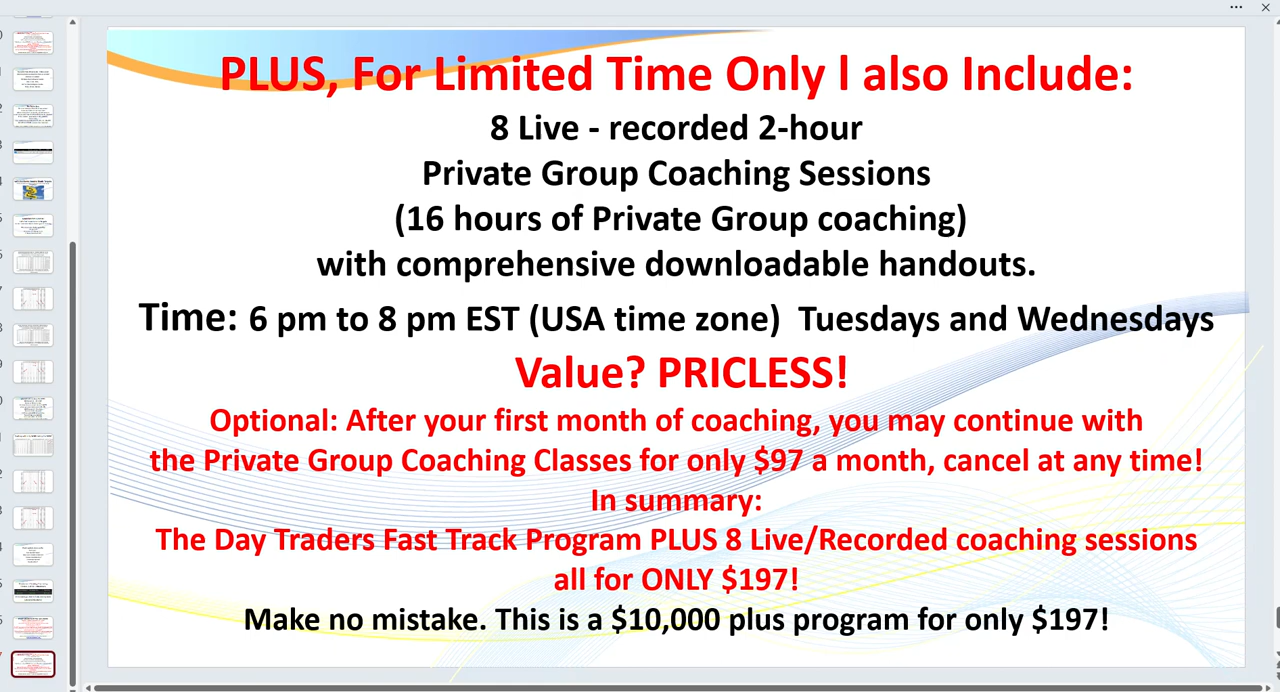 PLUS, For Limited Time Only l also Include:
8 Live - recorded 2-hour
Private Group Coaching Sessions
(16 hours of Private Group coaching)
with comprehensive downloadable handouts.
Time: 6 pm to 8 pm EST (USA time zone)  Tuesdays and Wednesdays
Value? PRICLESS!
Optional: After your first month of coaching, you may continue with
the Private Group Coaching Classes for only $97 a month, cancel at any time!
In summary:
The Day Traders Fast Track Program PLUS 8 Live/Recorded coaching sessions
all for ONLY $197!
Make no mistake. This is a $10,000 plus program for only $197!